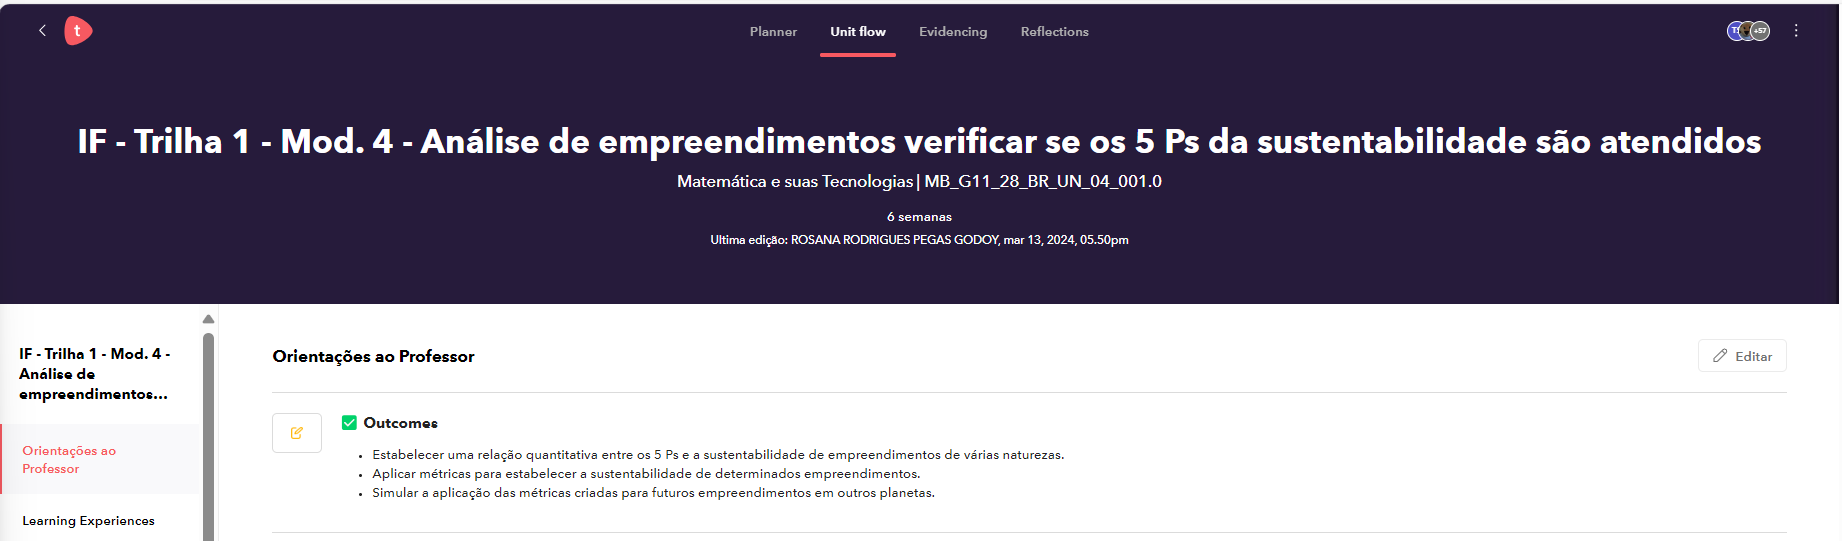 t
Planner
Unit flow
Evidencing
Reflections
+57
IF - Trilha 1 - Mod. 4 - Análise de empreendimentos verificar se os 5 Ps da sustentabilidade são atendidos
Matemática e suas Tecnologias | MB_G11_28_BR_UN_04_001.0
6 semanas
Ultima edição: ROSANA RODRIGUES PEGAS GODOY, mar 13, 2024, 05.50pm
IF - Trilha 1 - Mod. 4 -
Análise de
empreendimentos...
Orientações ao
Professor
Learning Experiences
Orientações ao Professor
Editar
Outcomes
Estabelecer uma relação quantitativa entre os 5 Ps e a sustentabilidade de empreendimentos de várias naturezas.
Aplicar métricas para estabelecer a sustentabilidade de determinados empreendimentos.
Simular a aplicação das métricas criadas para futuros empreendimentos em outros planetas.